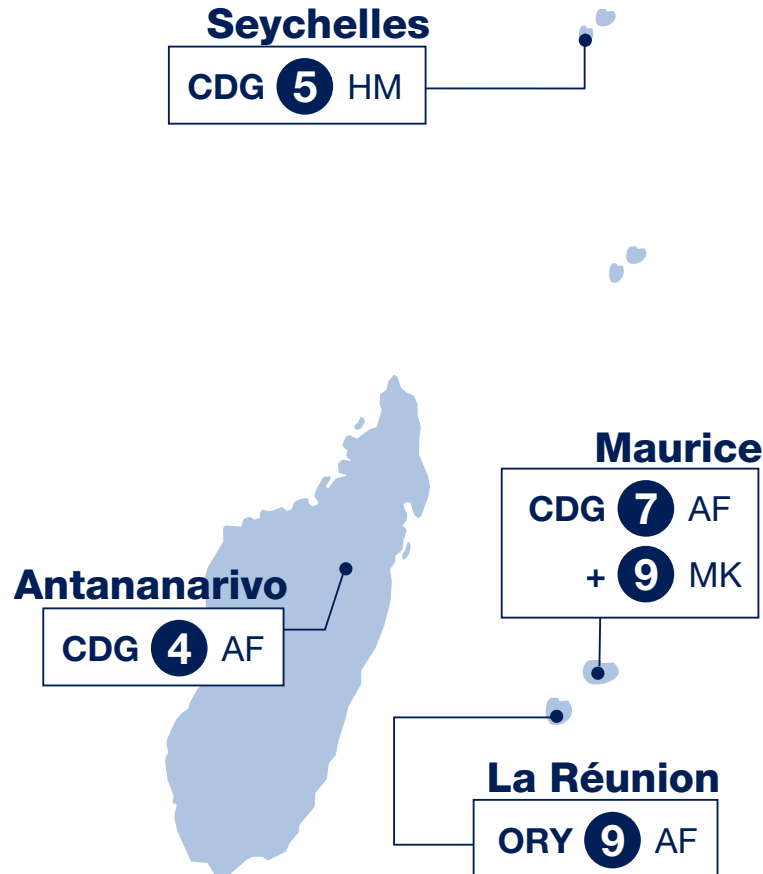 Seychelles
CDG 5 HM
Maurice
CDG 7 AF
+ 9 MK
Antananarivo
CDG 4 AF
La Réunion
ORY 9 AF